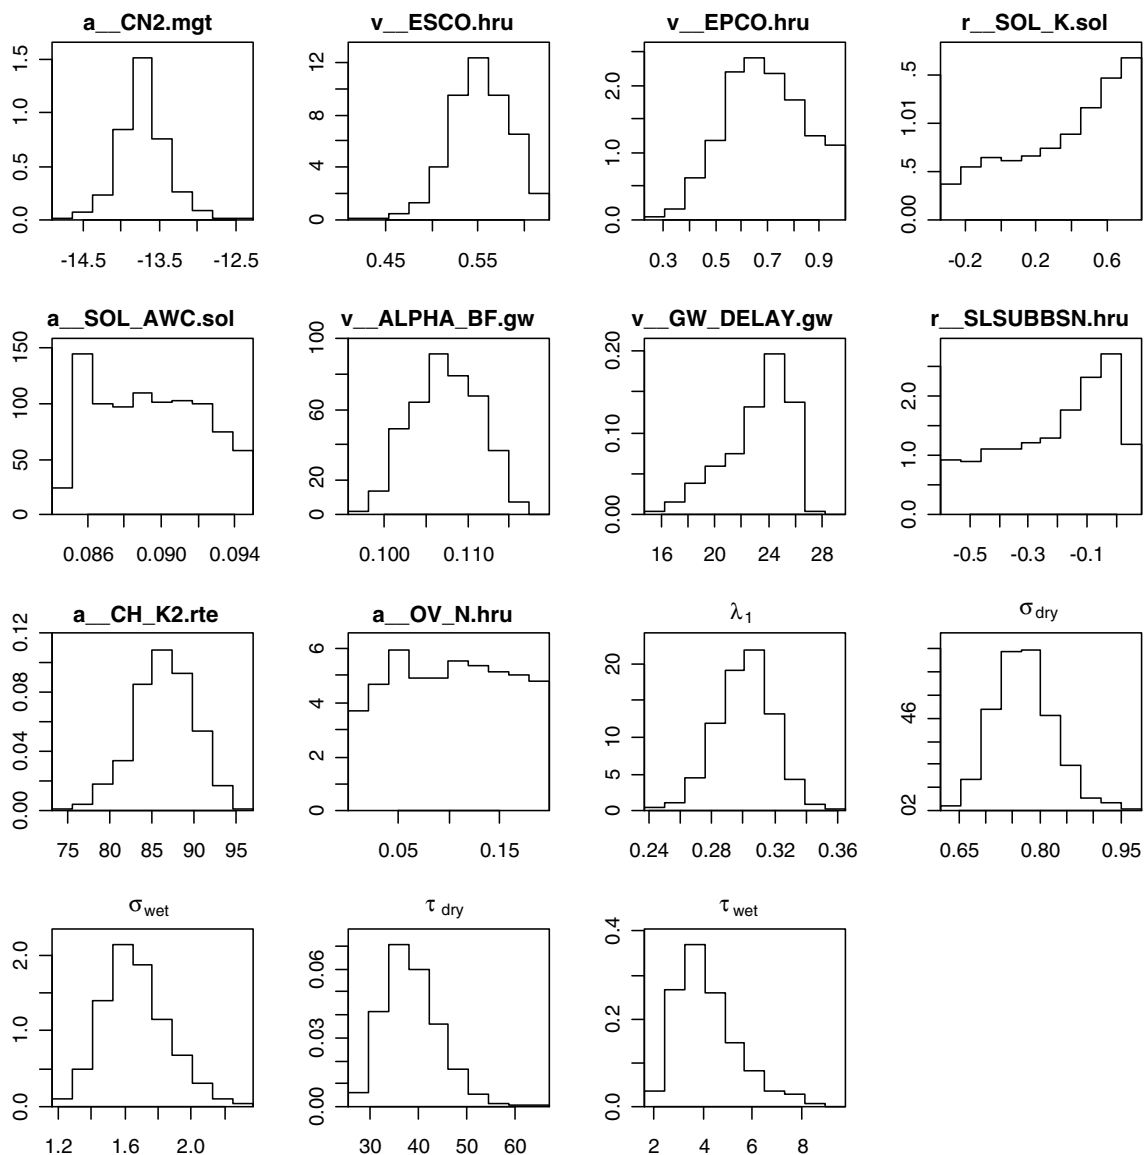 a__CN2.mgt
v__ESCO.hru
v__EPCO.hru
r__SOL_K.sol
0.0 0.5 1.0 1.5
0 4 8 12
0.0 1.0 2.0
0.00 .5 1.01 .5
-14.5 -13.5 -12.5
0.45 0.55
0.3 0.5 0.7 0.9
-0.2 0.2 0.6
a__SOL_AWC.sol
v__ALPHA_BF.gw
v__GW_DELAY.gw
r__SLSUBBSN.hru
0 50 100 150
0 20 60 100
0.00 0.10 0.20
0.0 1.0 2.0
0.086 0.090 0.094
0.100 0.110
16 20 24 28
-0.5 -0.3 -0.1
a__CH_K2.rte
a__OV_N.hru
λ1
σdry
0.00 0.04 0.08 0.12
0 2 4 6
0 5 10 20
02 46
75 80 85 90 95
0.05 0.15
0.24 0.28 0.32 0.36
0.65 0.80 0.95
σwet
τ dry
τ wet
0.0 1.0 2.0
0.00 0.03 0.06
0.0 0.2 0.4
1.2 1.6 2.0
30 40 50 60
2 4 6 8